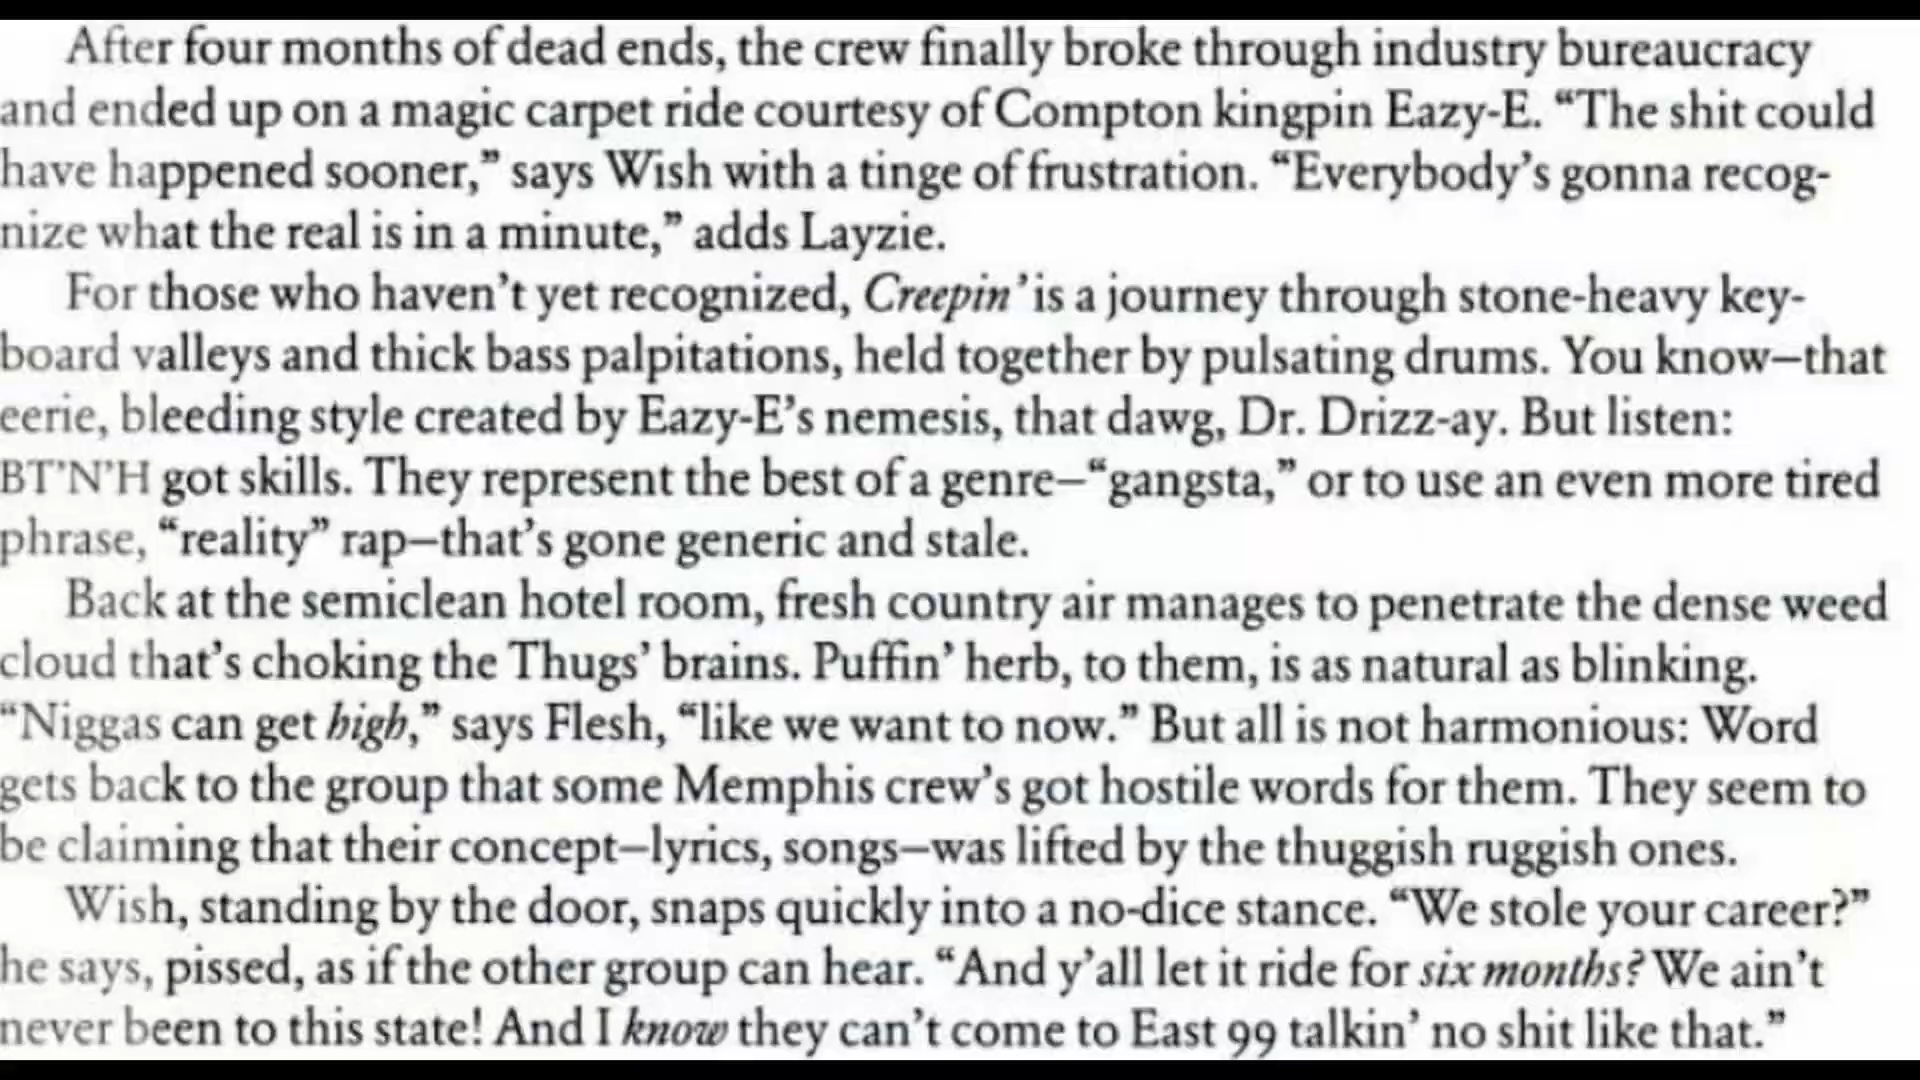 After four months of dead ends, the crew finally broke through industry bureaucracy
and ended up on a magic carpet ride courtesy of Compton kingpin Eazy-E. “The shit could
have happened sooner,” says Wish with a tinge of frustration. “Everybody’s gonna recog-
nize what the real is in a minute,” adds Layzie.
For those who haven’t yet recognized, Creepin’ is a journey through stone-heavy key-
board valleys and thick bass palpitations, held together by pulsating drums. You know—that
eerie, bleeding style created by Eazy-E’s nemesis, that dawg, Dr. Drizz-ay. But listen:
BT’N’H got skills. They represent the best of a genre—“gangsta,” or to use an even more tired
phrase, “reality” rap—that’s gone generic and stale.
Back at the semiclean hotel room, fresh country air manages to penetrate the dense weed
cloud that’s choking the Thugs’ brains. Puffin’ herb, to them, is as natural as blinking.
“Niggas can get high,” says Flesh, “like we want to now.” But all is not harmonious: Word
gets back to the group that some Memphis crew’s got hostile words for them. They seem to
be claiming that their concept—lyrics, songs—was lifted by the thuggish ruggish ones.
Wish, standing by the door, snaps quickly into a no-dice stance. “We stole your career?”
he says, pissed, as if the other group can hear. “And y’all let it ride for six months? We ain’t
never been to this state! And I know they can’t come to East 99 talkin’ no shit like that.”